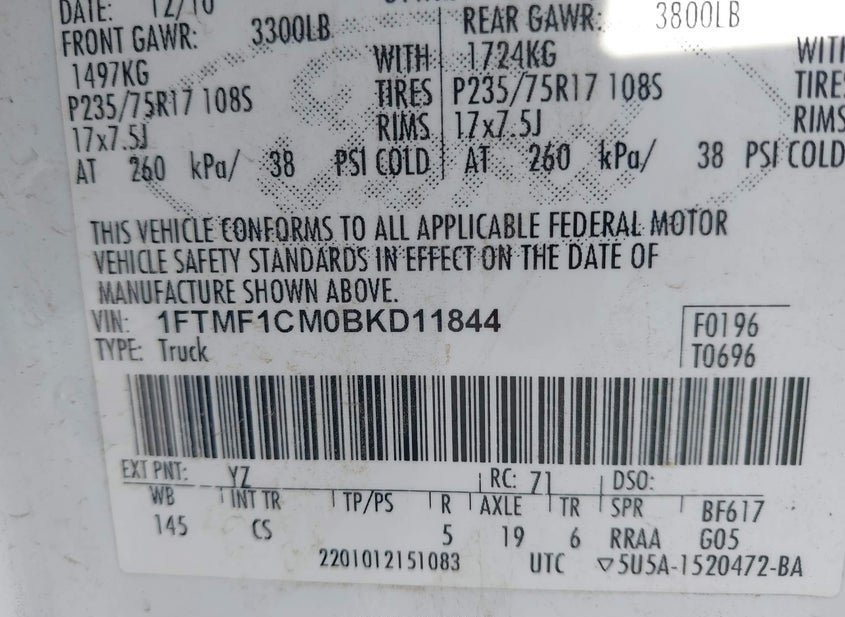 DATE: 12/10
FRONT GAWR: 3300LB REAR GAWR: 3800LB
1497KG WITH 1724KG WITH
P235/75R17 108S TIRES P235/75R17 108S TIRES
17x7.5J RIMS 17x7.5J RIMS
AT 260 kPa/ 38 PSI COLD AT 260 kPa/ 38 PSI COLD
THIS VEHICLE CONFORMS TO ALL APPLICABLE FEDERAL MOTOR
VEHICLE SAFETY STANDARDS IN EFFECT ON THE DATE OF
MANUFACTURE SHOWN ABOVE.
VIN: 1FTMF1CM0BKD11844 F0196
TYPE: Truck T0696
EXT PNT: YZ RC: 71 DSO:
WB INT TR TP/PS R AXLE TR SPR BF617
145 CS 5 19 6 RRAA G05
2201012151083 UTC ▽5U5A-1520472-BA